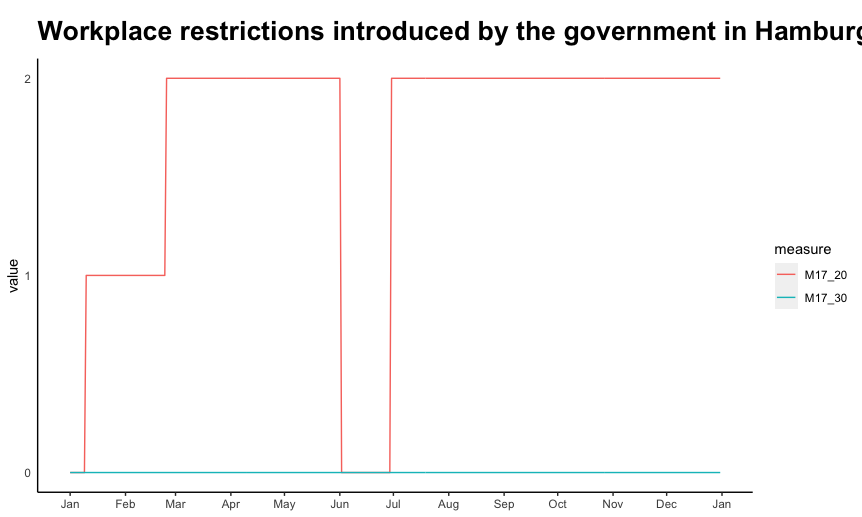 Workplace restrictions introduced by the government in Hamburg
2
1
0
value
Jan Feb Mar Apr May Jun Jul Aug Sep Oct Nov Dec Jan
measure
M17_20
M17_30